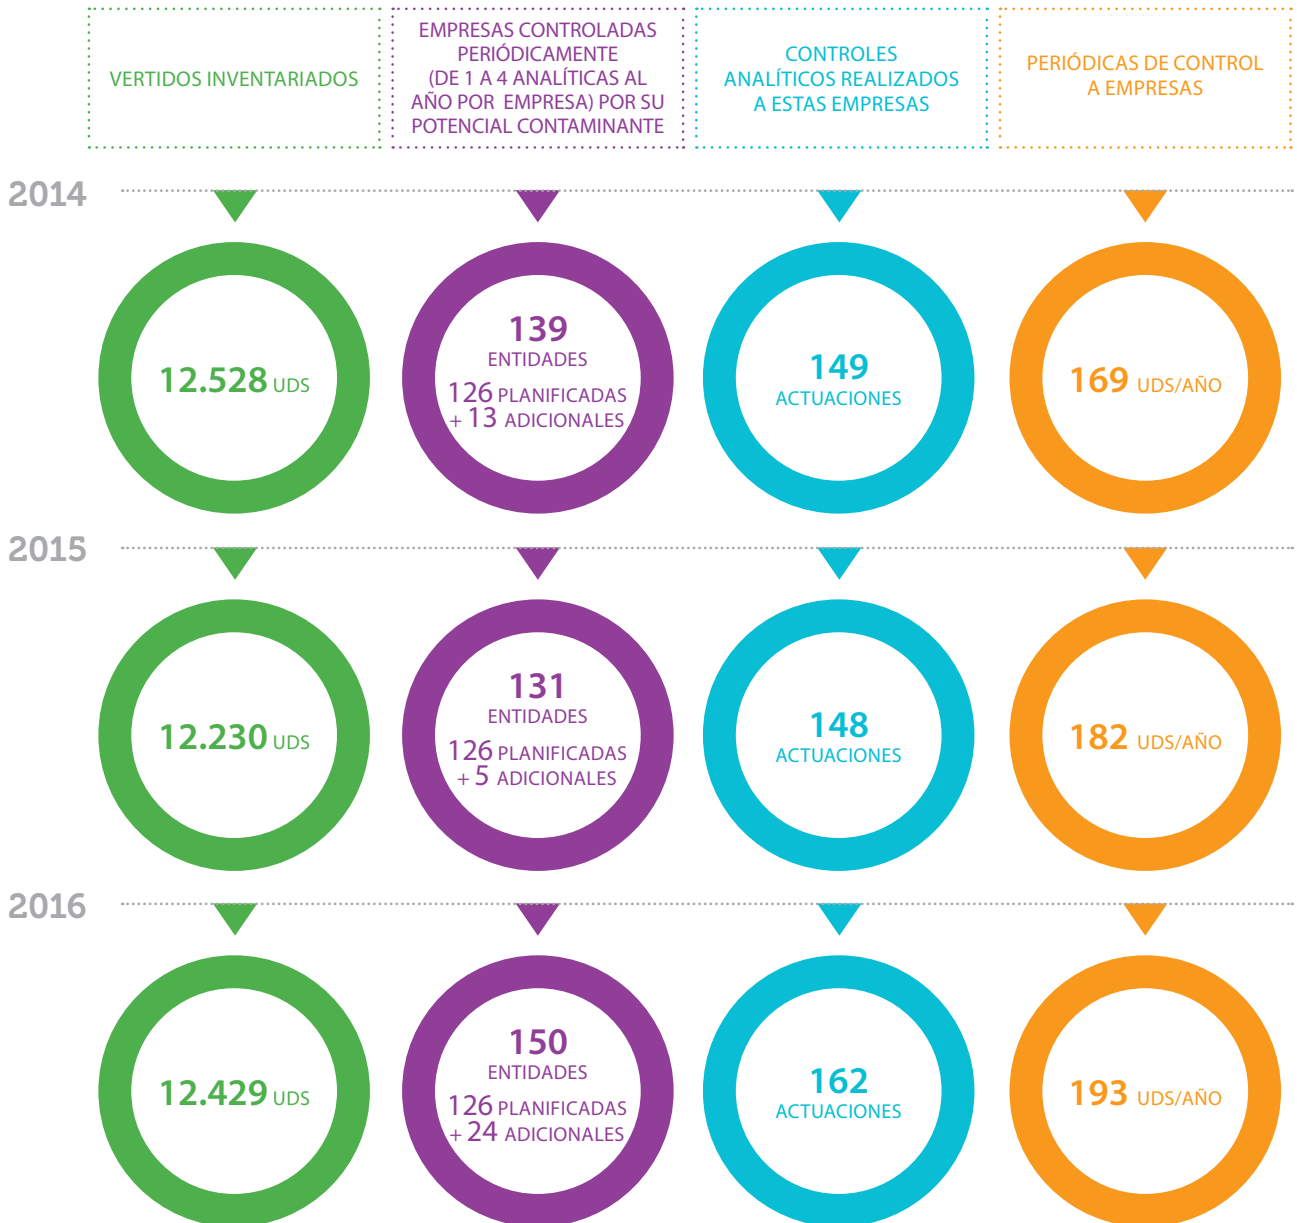 VERTIDOS INVENTARIADOS
EMPRESAS CONTROLADAS
PERIÓDICAMENTE
(DE 1 A 4 ANALÍTICAS AL
AÑO POR EMPRESA) POR SU
POTENCIAL CONTAMINANTE
CONTROLES
ANALÍTICOS REALIZADOS
A ESTAS EMPRESAS
PERIÓDICAS DE CONTROL
A EMPRESAS
2014
12.528 UDS
139
ENTIDADES
126 PLANIFICADAS
+ 13 ADICIONALES
149
ACTUACIONES
169 UDS/AÑO
2015
12.230 UDS
131
ENTIDADES
126 PLANIFICADAS
+ 5 ADICIONALES
148
ACTUACIONES
182 UDS/AÑO
2016
12.429 UDS
150
ENTIDADES
126 PLANIFICADAS
+ 24 ADICIONALES
162
ACTUACIONES
193 UDS/AÑO